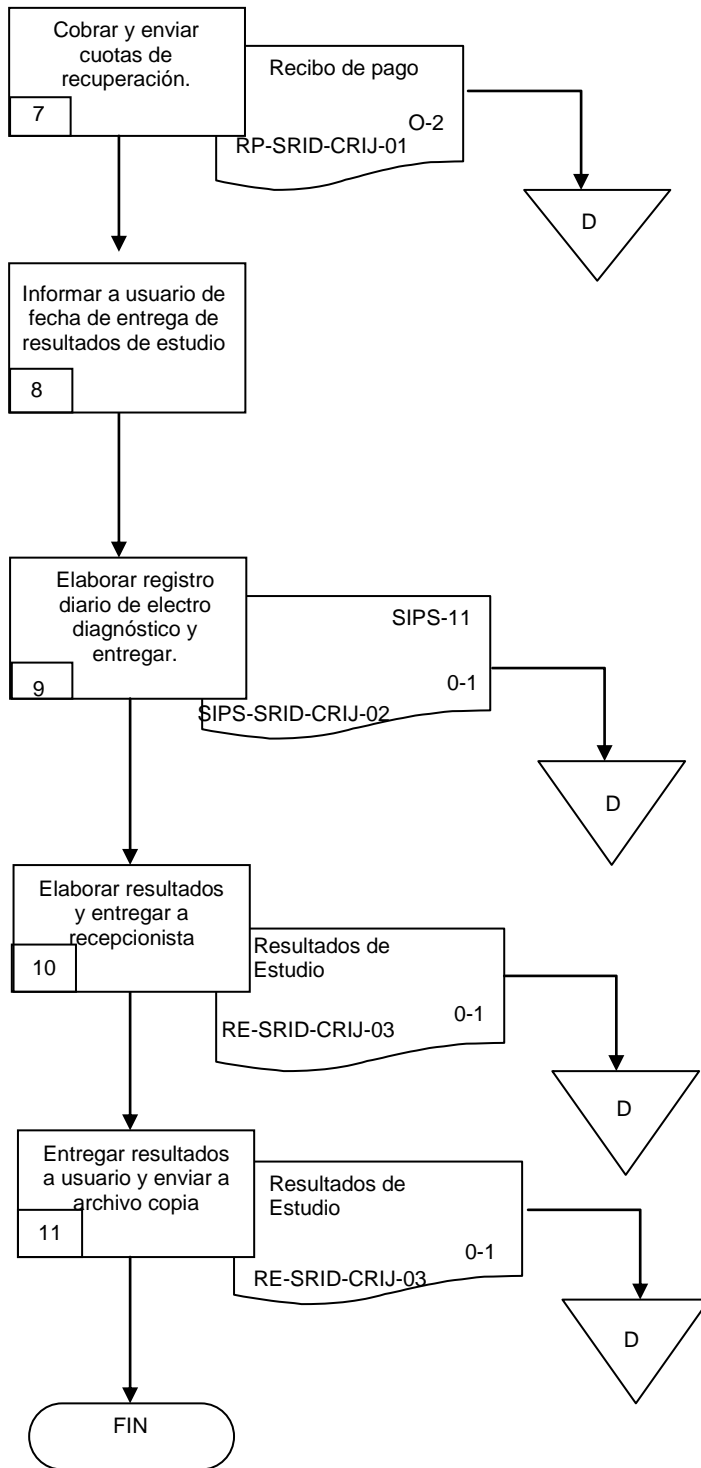 Cobrar y enviar
cuotas de
recuperación.
7
Recibo de pago
O-2
RP-SRID-CRIJ-01
D
Informar a usuario de
fecha de entrega de
resultados de estudio
8
Elaborar registro
diario de electro
diagnóstico y
entregar.
9
SIPS-11
0-1
SIPS-SRID-CRIJ-02
D
Elaborar resultados
y entregar a
recepcionista
10
Resultados de
Estudio
0-1
RE-SRID-CRIJ-03
D
Entregar resultados
a usuario y enviar a
archivo copia
11
Resultados de
Estudio
0-1
RE-SRID-CRIJ-03
D
FIN